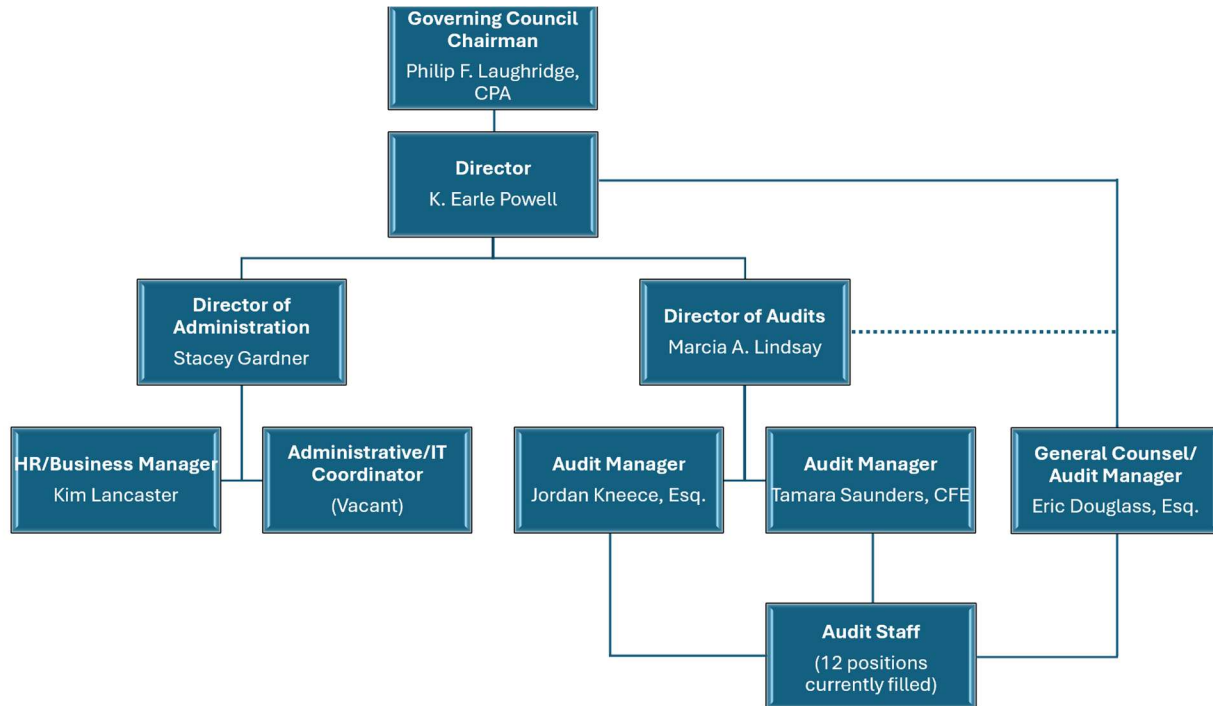 Governing Council
Chairman
Philip F. Laughridge,
CPA
Director
K. Earle Powell
Director of
Administration
Stacey Gardner
Director of Audits
Marcia A. Lindsay
HR/Business Manager
Kim Lancaster
Administrative/IT
Coordinator
(Vacant)
Audit Manager
Jordan Kneece, Esq.
Audit Manager
Tamara Saunders, CFE
General Counsel/
Audit Manager
Eric Douglass, Esq.
Audit Staff
(12 positions
currently filled)